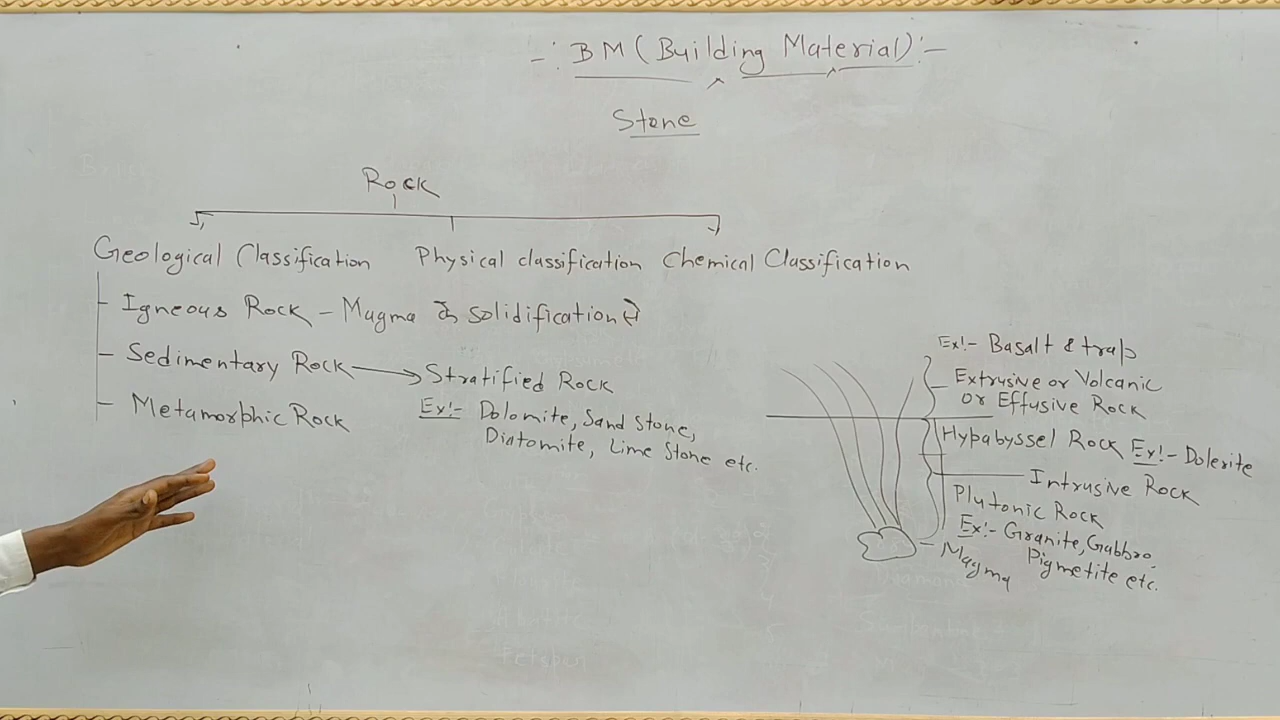 -: BM (Building Material) :-
Stone
Rock
Geological Classification Physical classification Chemical Classification
Igneous Rock - Magma के solidification से
Sedimentary Rock → Stratified Rock
Ex!- Dolomite, Sand stone,
Diatomite, Lime Stone etc.
Metamorphic Rock
Ex!- Basalt & trap
Extrusive or Volcanic
or Effusive Rock
Hypabyssel Rock Ex!- Dolerite
Intrusive Rock
Plutonic Rock
Ex!- Granite, Gabbro,
Pigmetite etc.
Magma